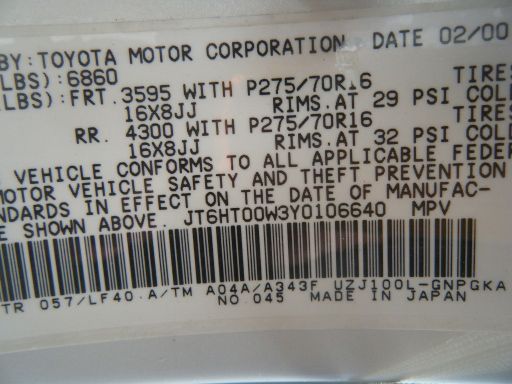 BY: TOYOTA MOTOR CORPORATION DATE 02/00
LBS): 6860
LBS): FRT. 3595 WITH P275/70R16 TIRES
16X8JJ RIMS. AT 29 PSI COLD
RR. 4300 WITH P275/70R16 TIRES
16X8JJ RIMS. AT 32 PSI COLD
VEHICLE CONFORMS TO ALL APPLICABLE FEDER
MOTOR VEHICLE SAFETY AND THEFT PREVENTION
NDARDS IN EFFECT ON THE DATE OF MANUFAC-
E SHOWN ABOVE. JT6HT00W3Y0106640 MPV
TR 057/LF40.A/TM A04A/A343F UZJ100L-GNPGKA
NO.045 MADE IN JAPAN